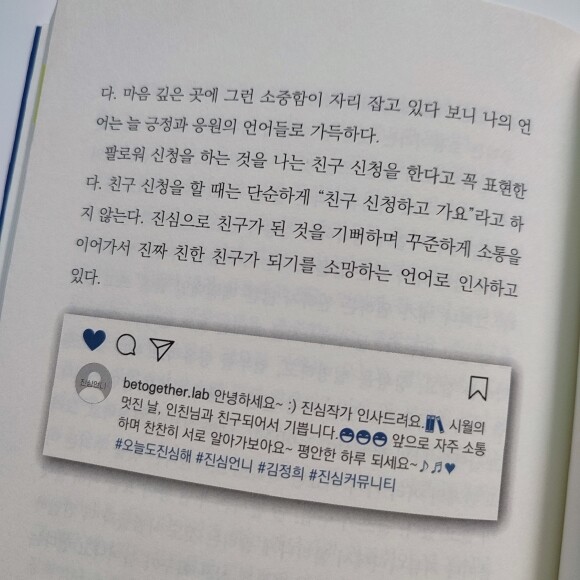 다. 마음 깊은 곳에 그런 소중함이 자리 잡고 있다 보니 나의 언
어는 늘 긍정과 응원의 언어들로 가득하다.
팔로워 신청을 하는 것을 나는 친구 신청을 한다고 꼭 표현한
다. 친구 신청을 할 때는 단순하게 “친구 신청하고 가요”라고 하
지 않는다. 진심으로 친구가 된 것을 기뻐하며 꾸준하게 소통을
이어가서 진짜 친한 친구가 되기를 소망하는 언어로 인사하고
있다.
진심언니
betogether.lab 안녕하세요~ :) 진심작가 인사드려요. 시월의
멋진 날, 인친님과 친구되어서 기쁩니다.😄😄😄 앞으로 자주 소통
하며 찬찬히 서로 알아가보아요~ 평안한 하루 되세요~♪♬♥
#오늘도진심해 #진심언니 #김정희 #진심커뮤니티